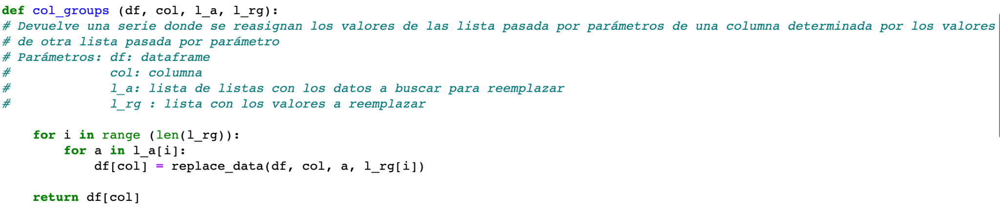 def col_groups (df, col, l_a, l_rg):
# Devuelve una serie donde se reasignan los valores de las lista pasada por parámetros de una columna determinada por los valores
# de otra lista pasada por parámetro
# Parámetros: df: dataframe
#             col: columna
#             l_a: lista de listas con los datos a buscar para reemplazar
#             l_rg : lista con los valores a reemplazar
    for i in range (len(l_rg)):
        for a in l_a[i]:
            df[col] = replace_data(df, col, a, l_rg[i])
    return df[col]